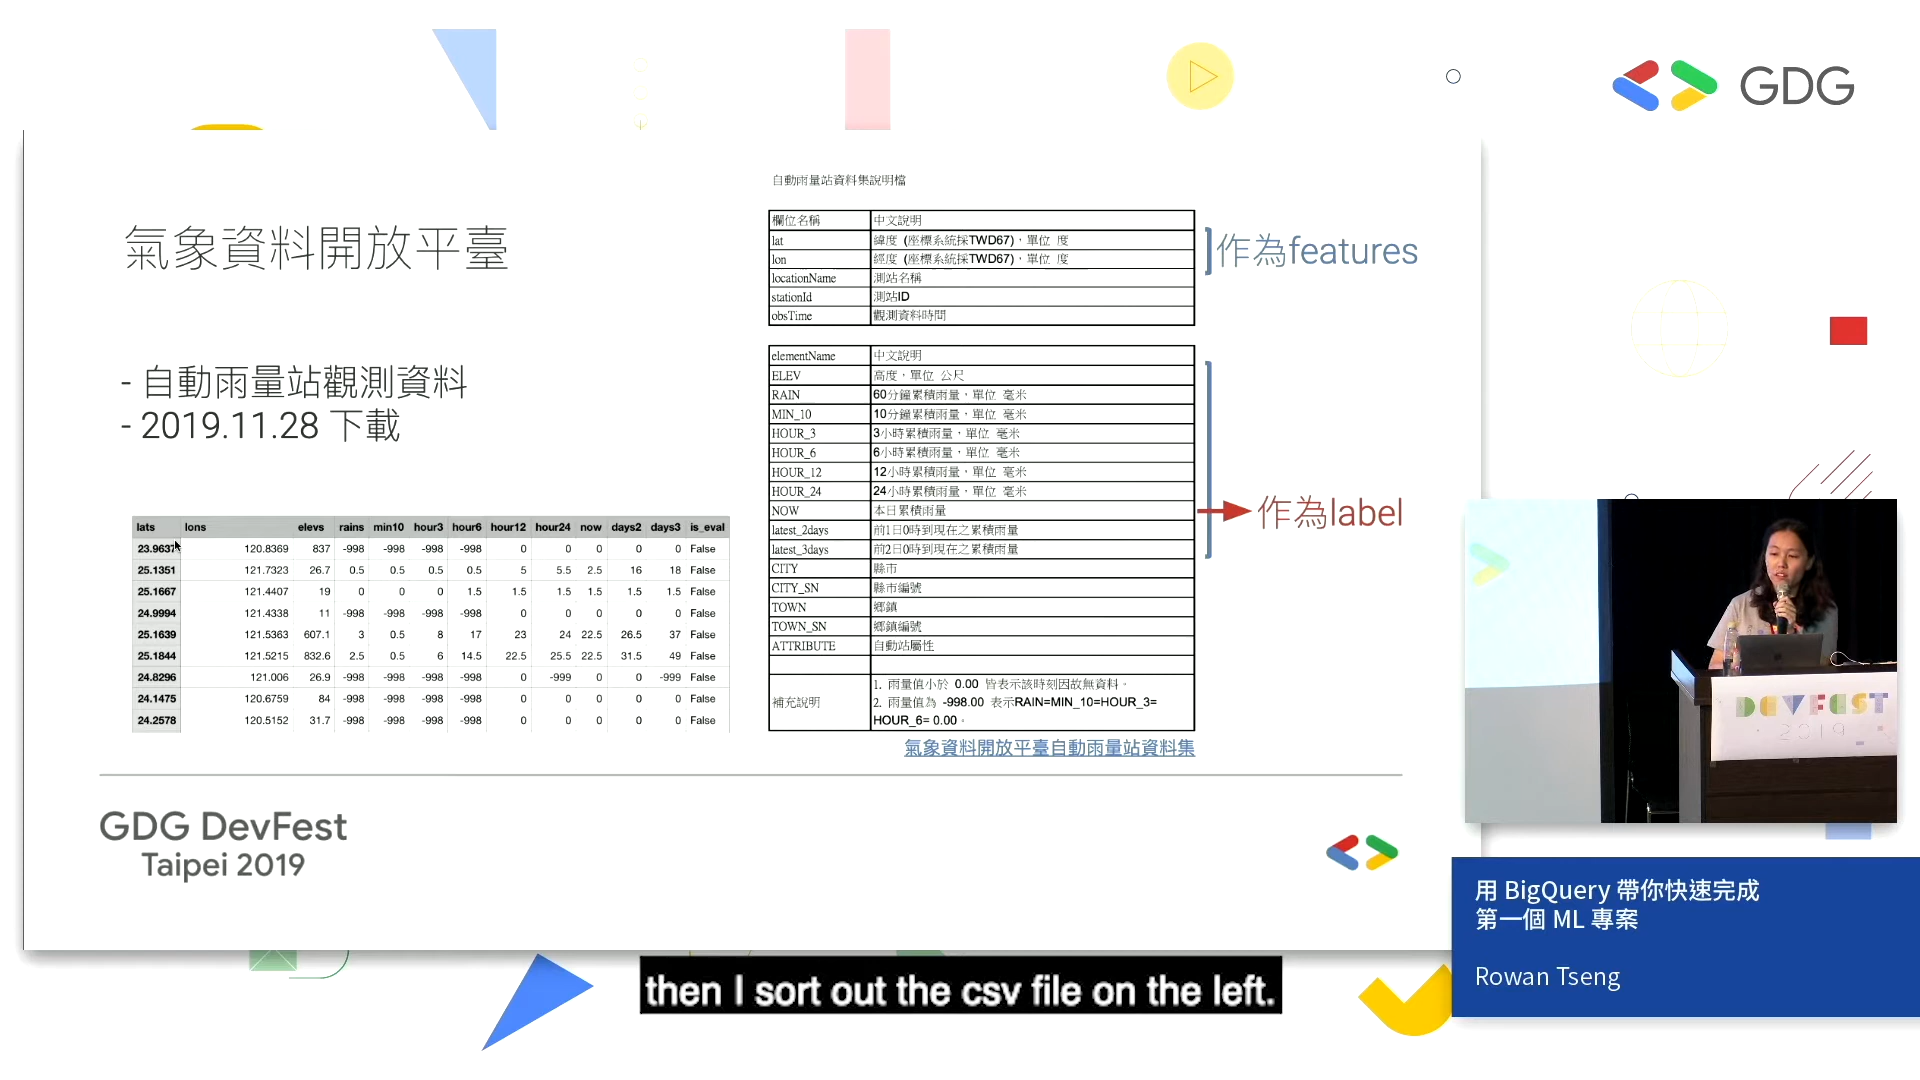 GDG
氣象資料開放平臺
- 自動雨量站觀測資料
- 2019.11.28 下載
lats lons elevs rains min10 hour3 hour6 hour12 hour24 now days2 days3 is_eval
23.9637 120.8369 837 -998 -998 -998 -998 0 0 0 0 0 False
25.1351 121.7323 26.7 0.5 0.5 0.5 0.5 5 5.5 2.5 16 18 False
25.1667 121.4407 19 0 0 0 1.5 1.5 1.5 1.5 1.5 1.5 False
24.9994 121.4338 11 -998 -998 -998 -998 0 0 0 0 0 False
25.1639 121.5363 607.1 3 0.5 8 17 23 24 22.5 26.5 37 False
25.1844 121.5215 832.6 2.5 0.5 6 14.5 22.5 25.5 22.5 31.5 49 False
24.8296 121.006 26.9 -998 -998 -998 -998 0 -999 0 0 -999 False
24.1475 120.6759 84 -998 -998 -998 -998 0 0 0 0 0 False
24.2578 120.5152 31.7 -998 -998 -998 -998 0 0 0 0 0 False
自動雨量站資料集說明檔
欄位名稱 中文說明
lat 緯度 (座標系統採TWD67)，單位 度
lon 經度 (座標系統採TWD67)，單位 度
locationName 測站名稱
stationId 測站ID
obsTime 觀測資料時間
作為features
elementName 中文說明
ELEV 高度，單位 公尺
RAIN 60分鐘累積雨量，單位 毫米
MIN_10 10分鐘累積雨量，單位 毫米
HOUR_3 3小時累積雨量，單位 毫米
HOUR_6 6小時累積雨量，單位 毫米
HOUR_12 12小時累積雨量，單位 毫米
HOUR_24 24小時累積雨量，單位 毫米
NOW 本日累積雨量
latest_2days 前1日0時到現在之累積雨量
latest_3days 前2日0時到現在之累積雨量
CITY 縣市
CITY_SN 縣市編號
TOWN 鄉鎮
TOWN_SN 鄉鎮編號
ATTRIBUTE 自動站屬性
補充說明 1. 雨量值小於 0.00 皆表示該時刻因故無資料。
2. 雨量值為 -998.00 表示RAIN=MIN_10=HOUR_3=
HOUR_6= 0.00。
作為label
氣象資料開放平臺自動雨量站資料集
GDG DevFest
Taipei 2019
DEVFEST
2019
用 BigQuery 帶你快速完成
第一個 ML 專案
Rowan Tseng
then I sort out the csv file on the left.